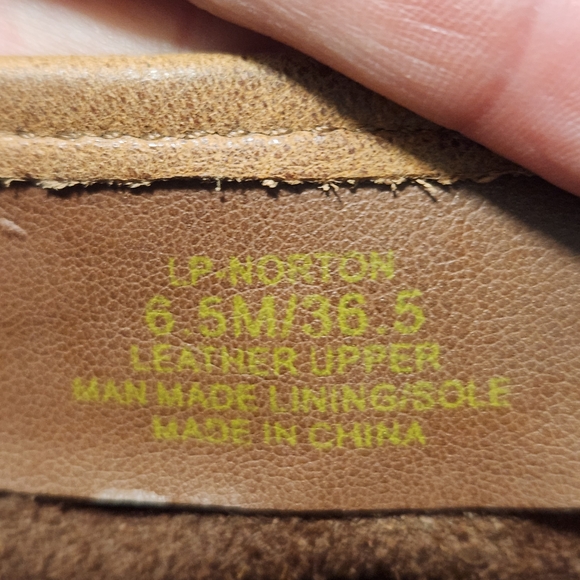 LP-NORTON
6.5M/36.5
LEATHER UPPER
MAN MADE LINING/SOLE
MADE IN CHINA